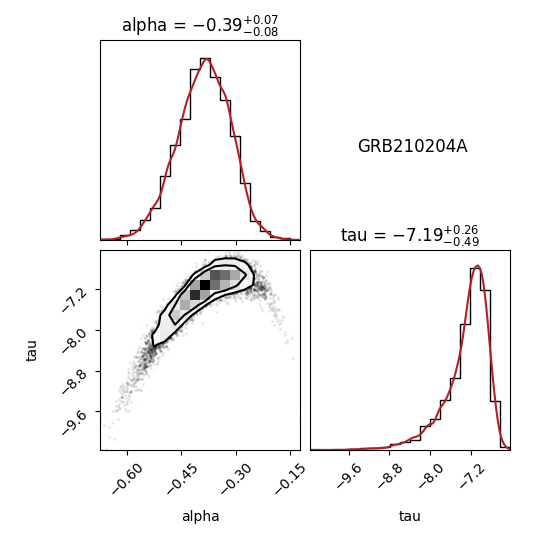 alpha = −0.39^{+0.07}_{−0.08}
GRB210204A
tau = −7.19^{+0.26}_{−0.49}
tau
−7.2
−8.0
−8.8
−9.6
−0.60 −0.45 −0.30 −0.15
alpha
−9.6 −8.8 −8.0 −7.2
tau